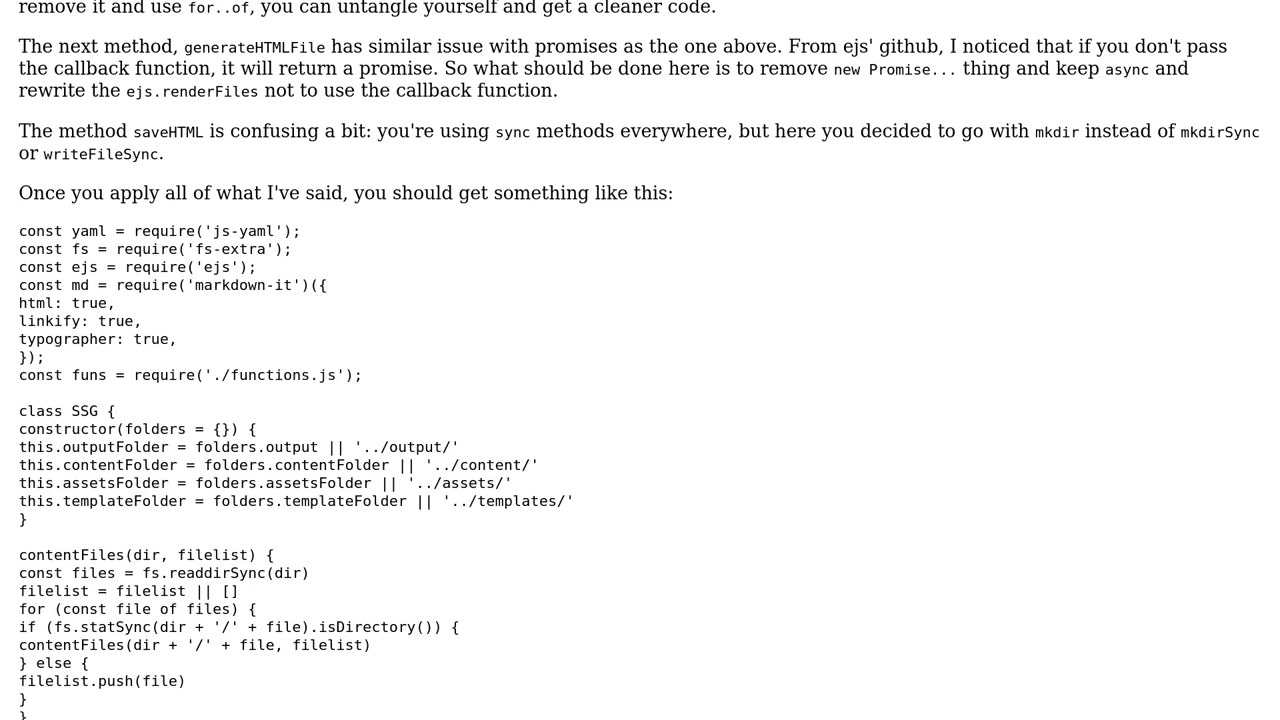 remove it and use for..of, you can untangle yourself and get a cleaner code.
The next method, generateHTMLFile has similar issue with promises as the one above. From ejs' github, I noticed that if you don't pass
the callback function, it will return a promise. So what should be done here is to remove new Promise... thing and keep async and
rewrite the ejs.renderFiles not to use the callback function.
The method saveHTML is confusing a bit: you're using sync methods everywhere, but here you decided to go with mkdir instead of mkdirSync
or writeFileSync.
Once you apply all of what I've said, you should get something like this:
const yaml = require('js-yaml');
const fs = require('fs-extra');
const ejs = require('ejs');
const md = require('markdown-it')({
html: true,
linkify: true,
typographer: true,
});
const funs = require('./functions.js');
class SSG {
constructor(folders = {}) {
this.outputFolder = folders.output || '../output/'
this.contentFolder = folders.contentFolder || '../content/'
this.assetsFolder = folders.assetsFolder || '../assets/'
this.templateFolder = folders.templateFolder || '../templates/'
}
contentFiles(dir, filelist) {
const files = fs.readdirSync(dir)
filelist = filelist || []
for (const file of files) {
if (fs.statSync(dir + '/' + file).isDirectory()) {
contentFiles(dir + '/' + file, filelist)
} else {
filelist.push(file)
}
}